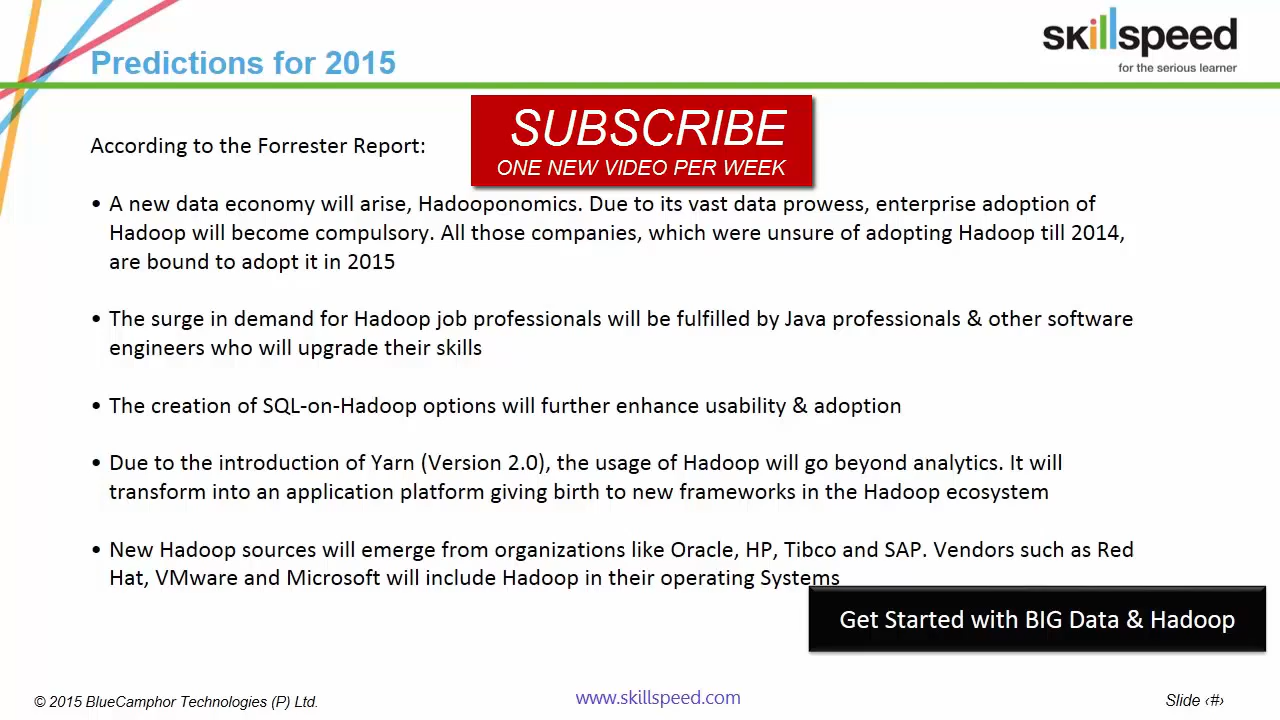 skillspeed
for the serious learner
Predictions for 2015
SUBSCRIBE
ONE NEW VIDEO PER WEEK
According to the Forrester Report:
• A new data economy will arise, Hadooponomics. Due to its vast data prowess, enterprise adoption of
Hadoop will become compulsory. All those companies, which were unsure of adopting Hadoop till 2014,
are bound to adopt it in 2015
• The surge in demand for Hadoop job professionals will be fulfilled by Java professionals & other software
engineers who will upgrade their skills
• The creation of SQL-on-Hadoop options will further enhance usability & adoption
• Due to the introduction of Yarn (Version 2.0), the usage of Hadoop will go beyond analytics. It will
transform into an application platform giving birth to new frameworks in the Hadoop ecosystem
• New Hadoop sources will emerge from organizations like Oracle, HP, Tibco and SAP. Vendors such as Red
Hat, VMware and Microsoft will include Hadoop in their operating Systems
Get Started with BIG Data & Hadoop
© 2015 BlueCamphor Technologies (P) Ltd.
www.skillspeed.com
Slide ‹#›